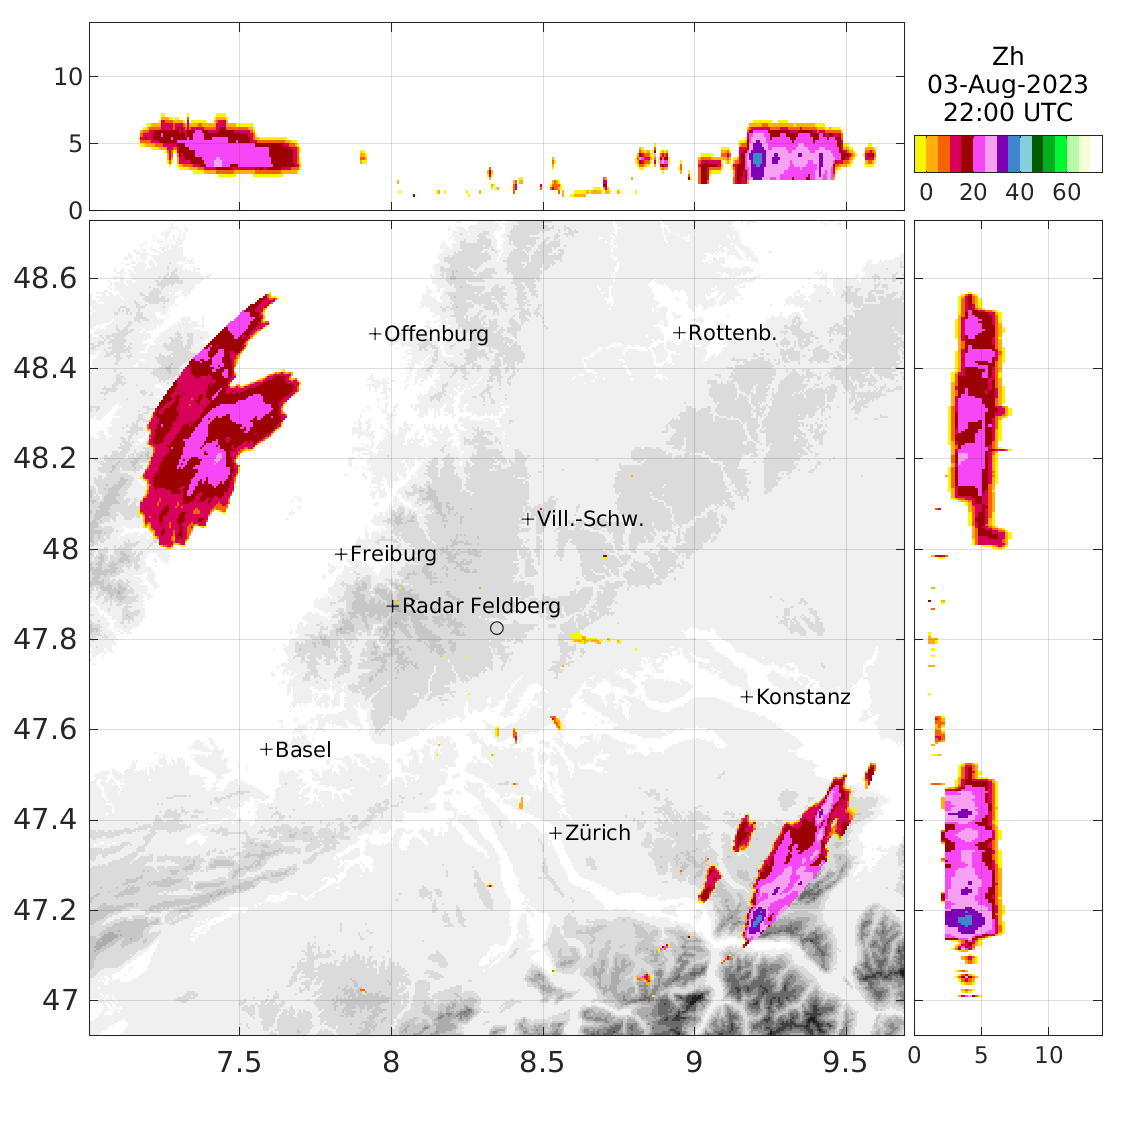 10
5
0
Zh
03-Aug-2023
22:00 UTC
0 20 40 60
48.6
48.4
48.2
48
47.8
47.6
47.4
47.2
47
Offenburg
Rottenb.
Vill.-Schw.
Freiburg
Radar Feldberg
Konstanz
Basel
Zürich
7.5 8 8.5 9 9.5
0 5 10